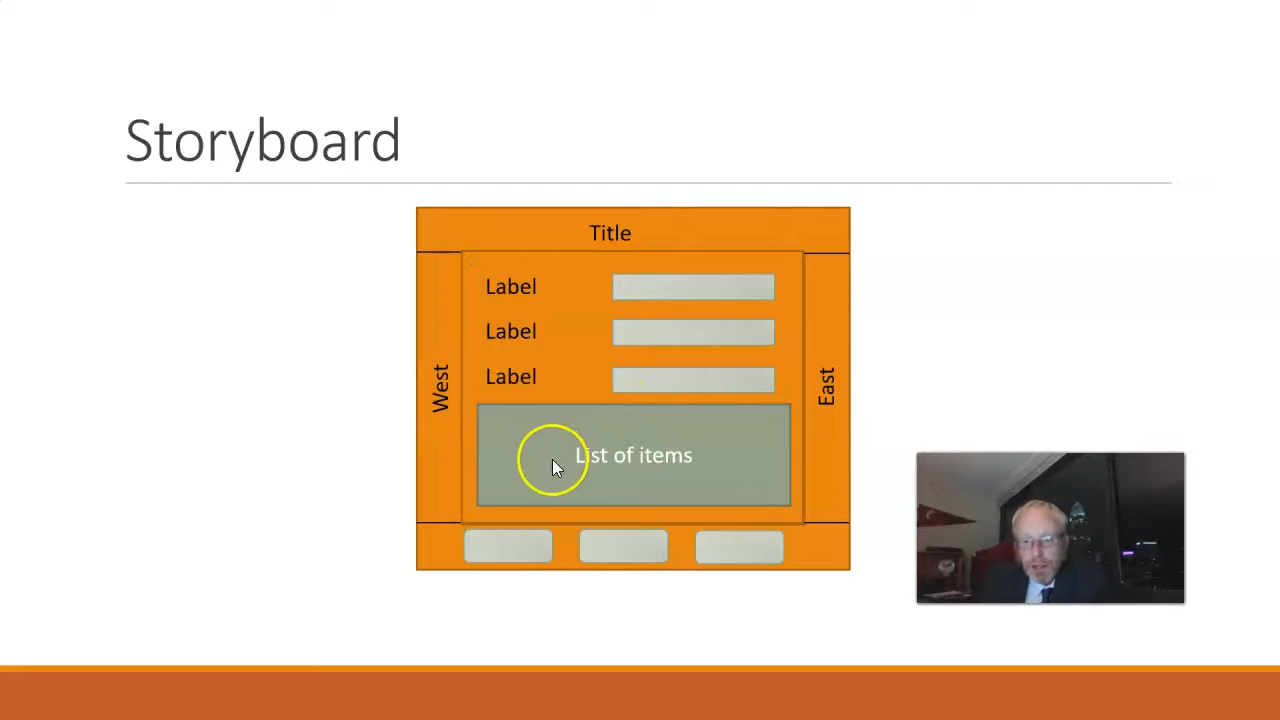 Storyboard
Title
Label
Label
Label
West
East
List of items